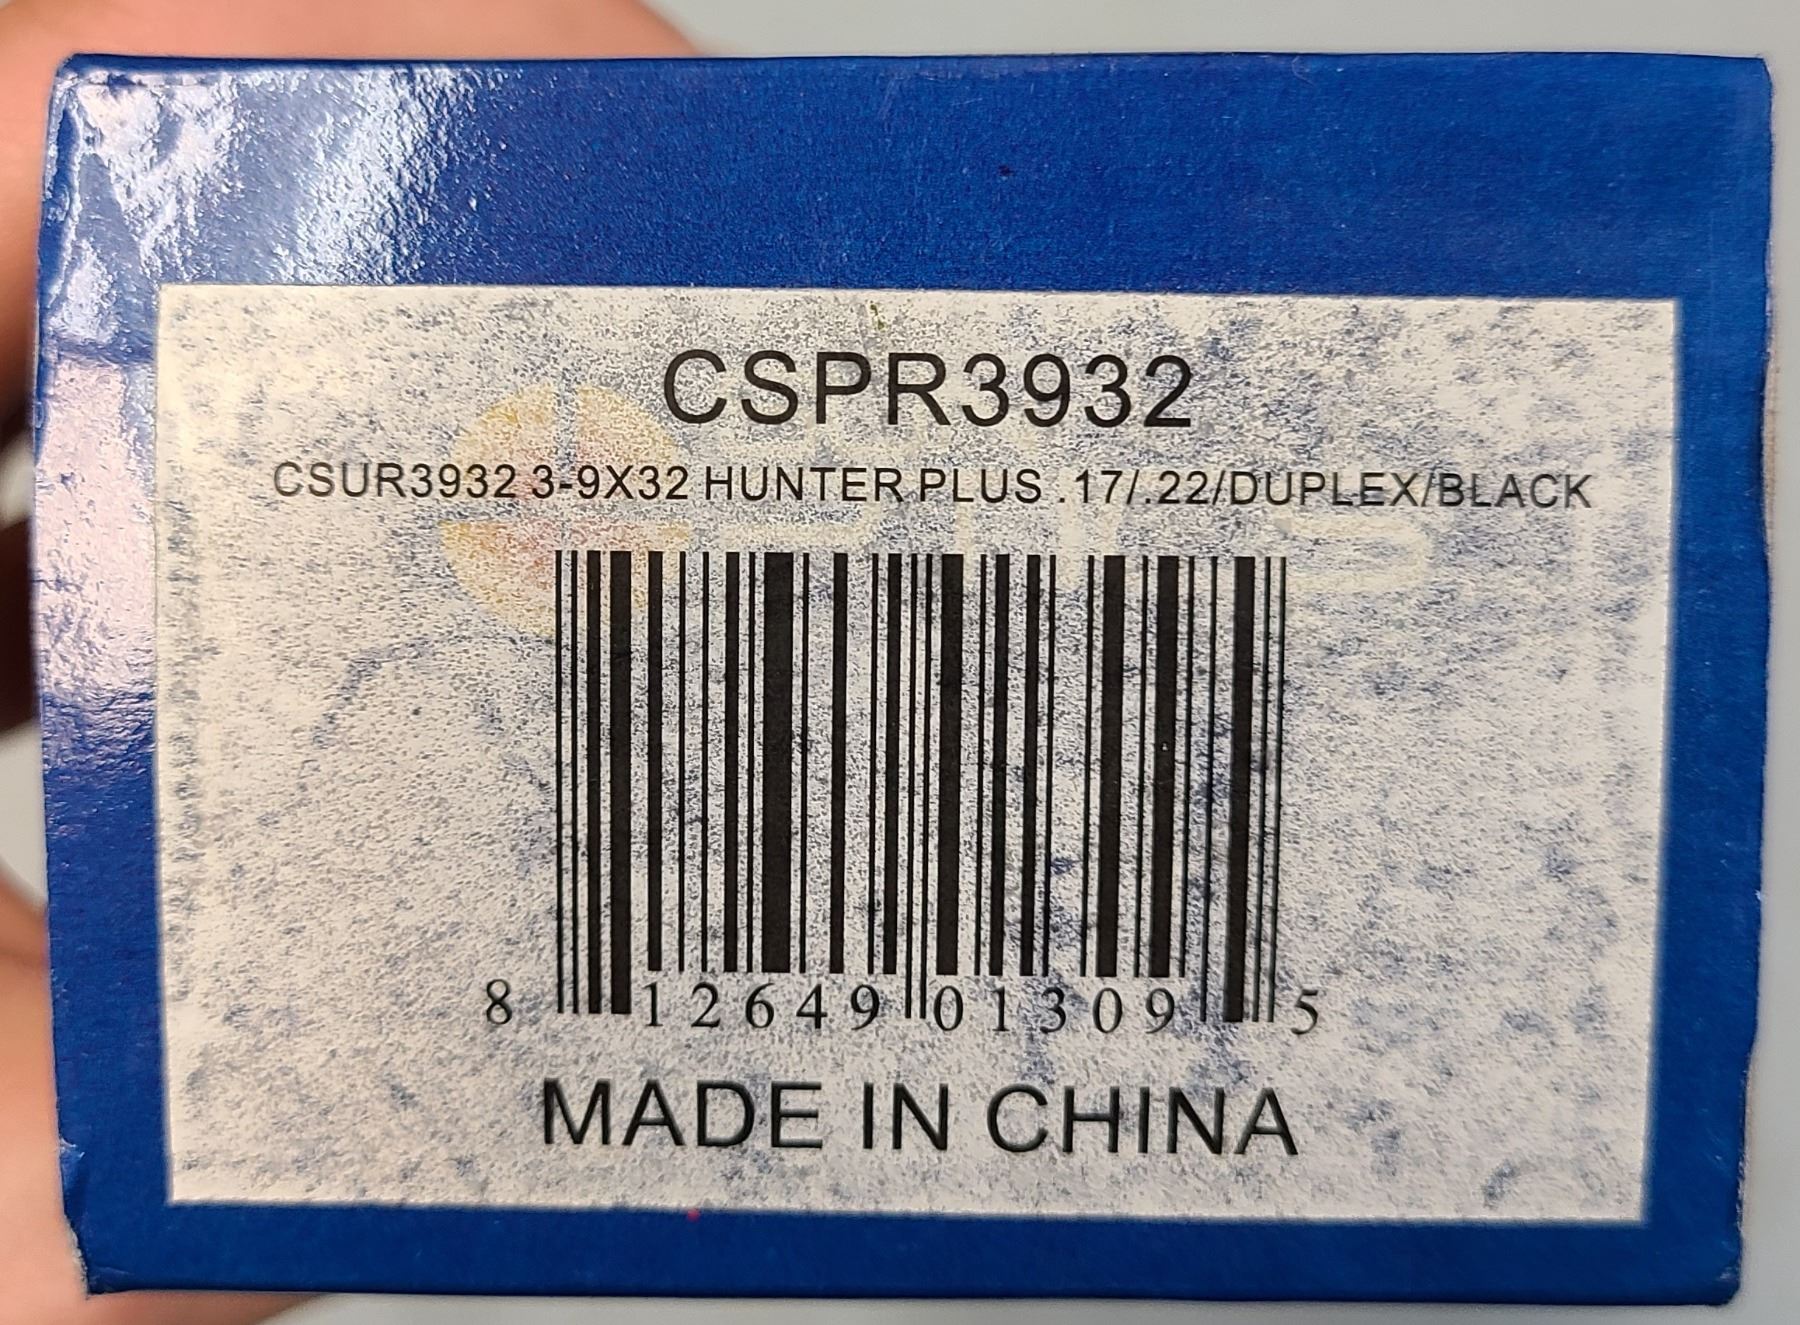 CSPR3932
CSUR3932 3-9X32 HUNTER PLUS .17/.22/DUPLEX/BLACK
8 12649 01309 5
MADE IN CHINA